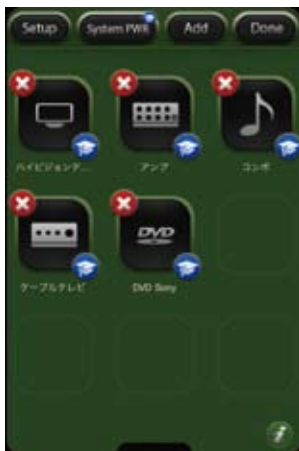 Setup
System PWR
Add
Done
ハイビジョンテ...
アンプ
コンポ
ケーブルテレビ
DVD
DVD Sony
i